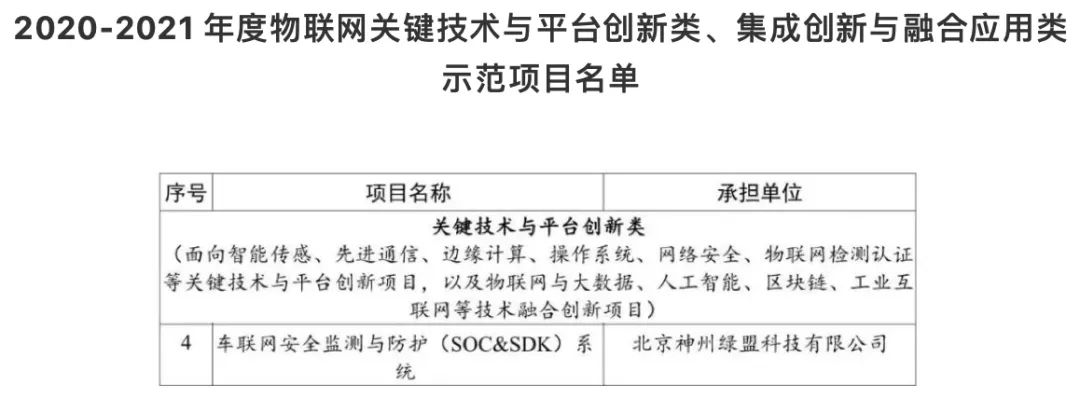 2020-2021 年度物联网关键技术与平台创新类、集成创新与融合应用类
示范项目名单
序号 项目名称 承担单位
关键技术与平台创新类
（面向智能传感、先进通信、边缘计算、操作系统、网络安全、物联网检测认证
等关键技术与平台创新项目，以及物联网与大数据、人工智能、区块链、工业互
联网等技术融合创新项目）
4 车联网安全监测与防护（SOC&SDK）系 北京神州绿盟科技有限公司
统